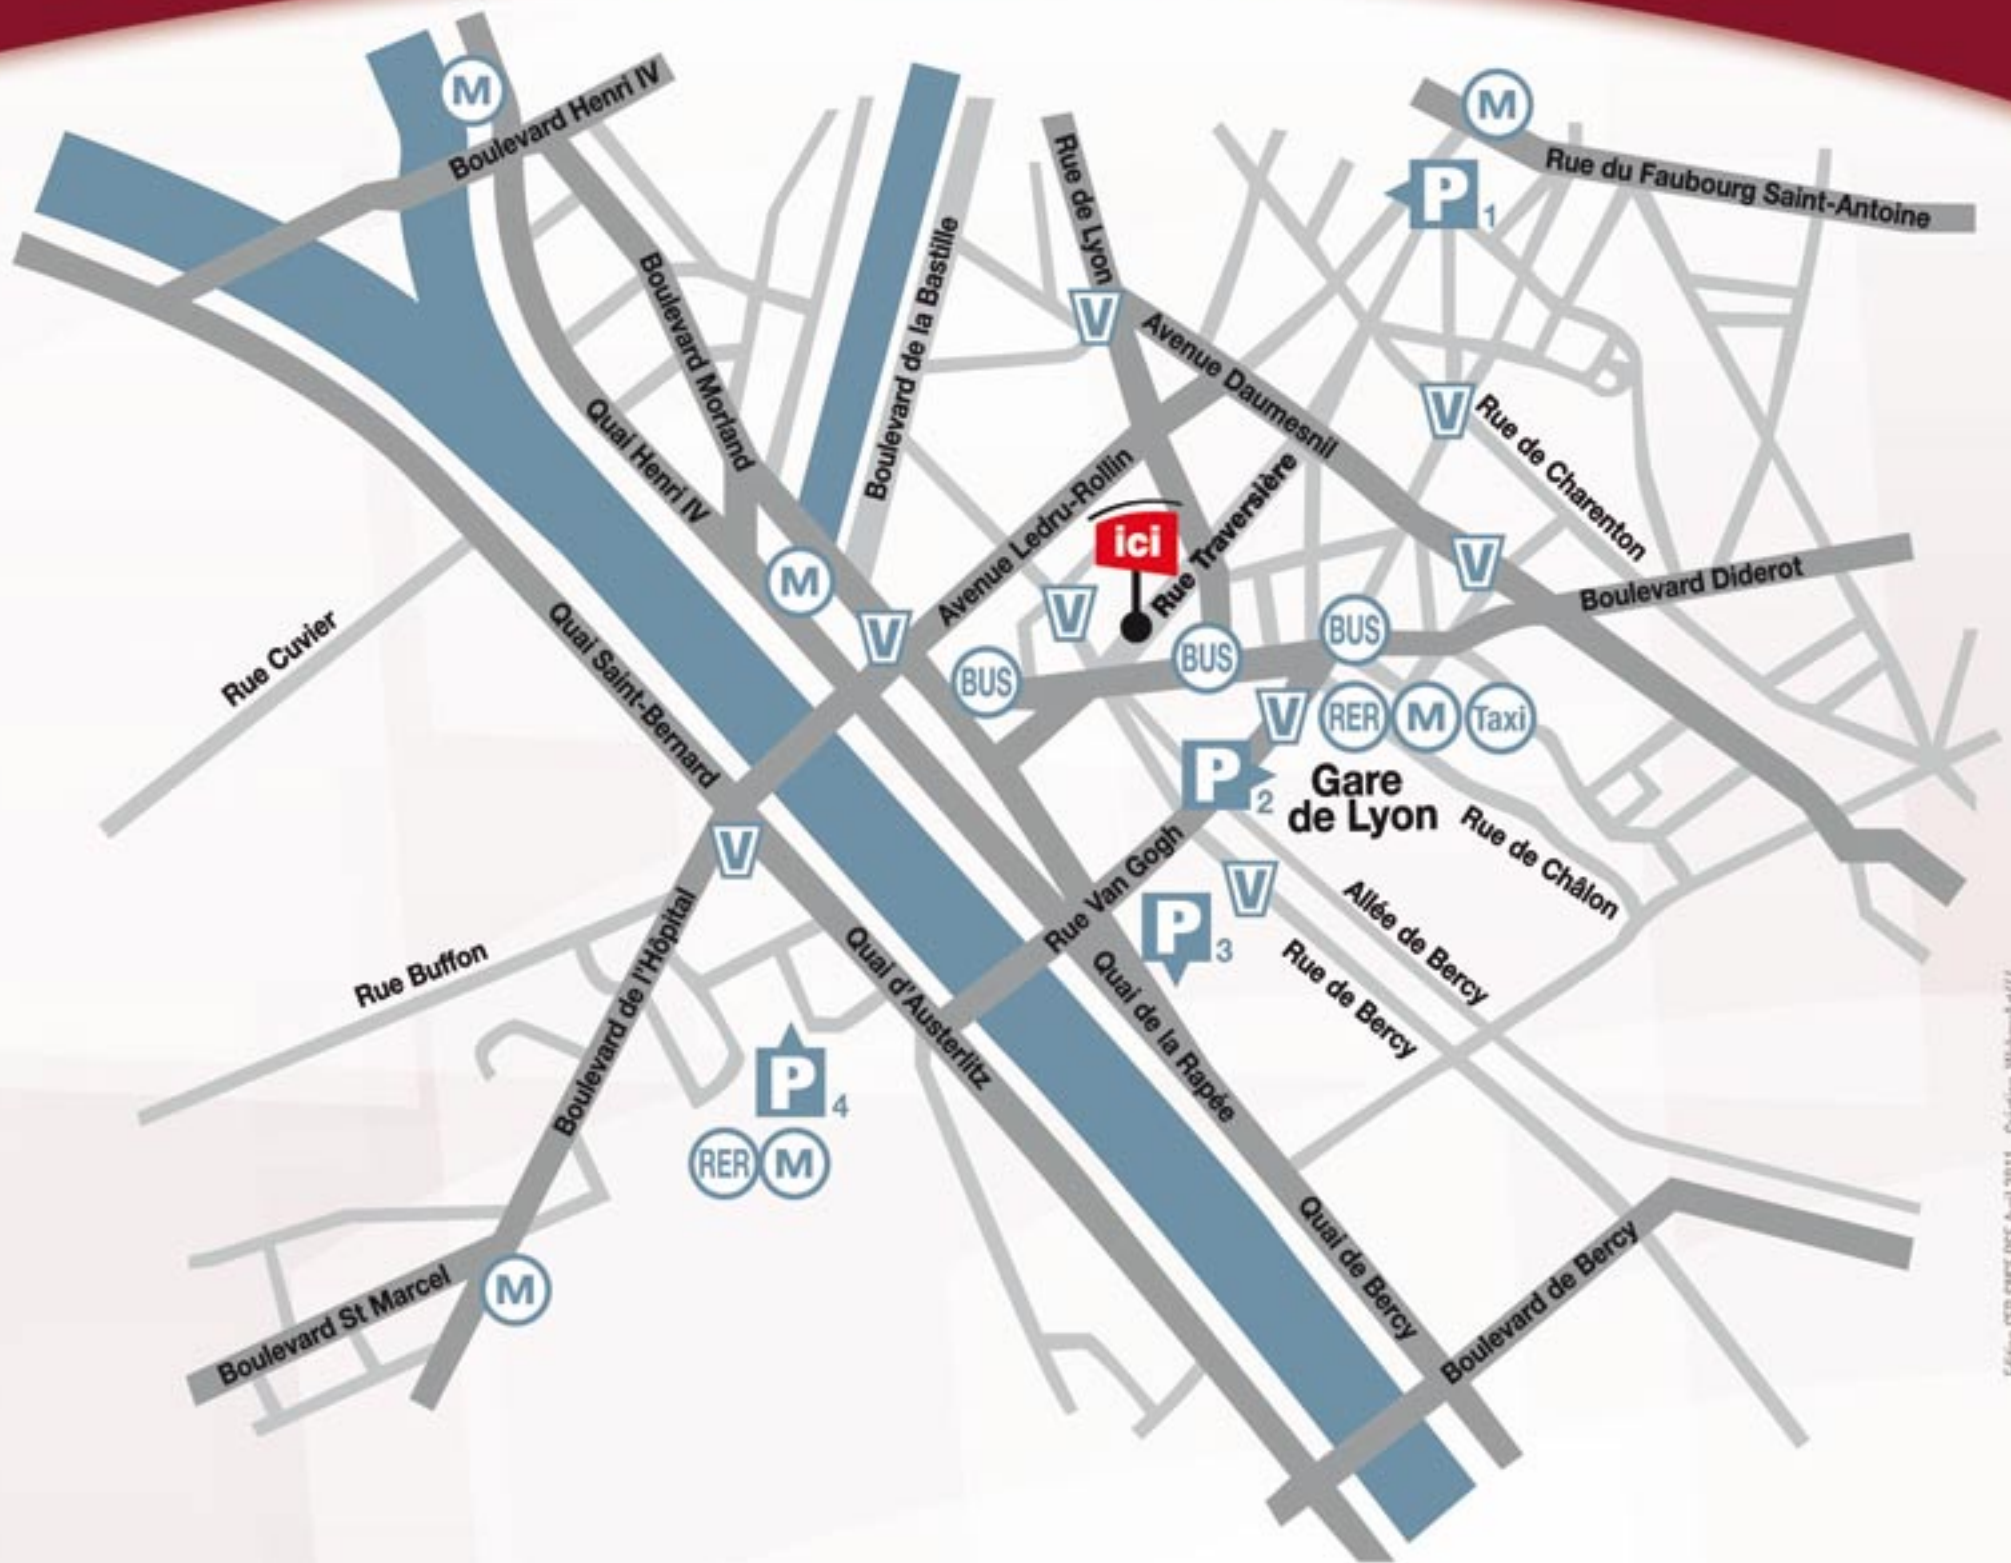 M
Boulevard Henri IV
M
Rue du Faubourg Saint-Antoine
P
1
Rue de Lyon
Boulevard de la Bastille
Boulevard Morland
V
Avenue Daumesnil
V
Rue de Charenton
Quai Henri IV
Avenue Ledru-Rollin
Rue Traversière
ici
V
Boulevard Diderot
M
V
V
BUS
BUS
BUS
Rue Cuvier
Quai Saint-Bernard
V
RER
M
Taxi
P
2
Gare
de Lyon
Rue de Châlon
V
Rue Van Gogh
V
P
3
Allée de Bercy
Rue de Bercy
Boulevard de l'Hôpital
Rue Buffon
Quai d'Austerlitz
Quai de la Rapée
P
4
RER
M
Quai de Bercy
Boulevard de Bercy
Boulevard St Marcel
M